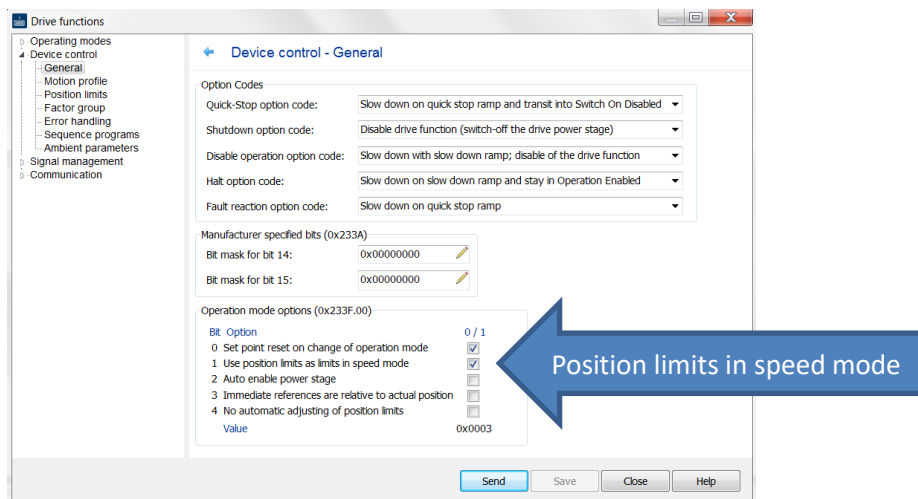 Drive functions
Operating modes
Device control
General
Motion profile
Position limits
Factor group
Error handling
Sequence programs
Ambient parameters
Signal management
Communication
Device control - General
Option Codes
Quick-Stop option code: Slow down on quick stop ramp and transit into Switch On Disabled
Shutdown option code: Disable drive function (switch-off the drive power stage)
Disable operation option code: Slow down with slow down ramp; disable of the drive function
Halt option code: Slow down on slow down ramp and stay in Operation Enabled
Fault reaction option code: Slow down on quick stop ramp
Manufacturer specified bits (0x233A)
Bit mask for bit 14: 0x00000000
Bit mask for bit 15: 0x00000000
Operation mode options (0x233F.00)
Bit Option 0 / 1
0 Set point reset on change of operation mode
1 Use position limits as limits in speed mode
2 Auto enable power stage
3 Immediate references are relative to actual position
4 No automatic adjusting of position limits
Value 0x0003
Position limits in speed mode
Send Save Close Help